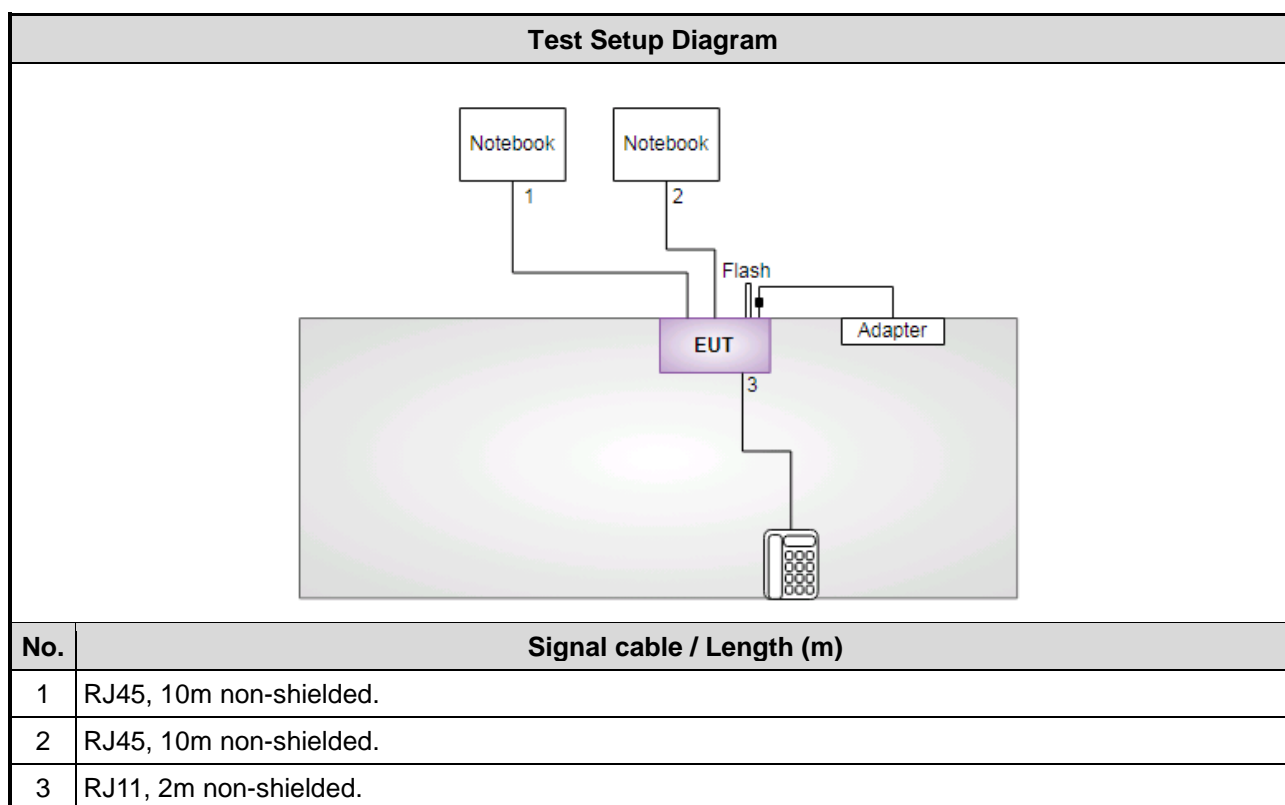 Test Setup Diagram
Notebook
Notebook
1
2
Flash
Adapter
EUT
3
No. Signal cable / Length (m)
1 RJ45, 10m non-shielded.
2 RJ45, 10m non-shielded.
3 RJ11, 2m non-shielded.